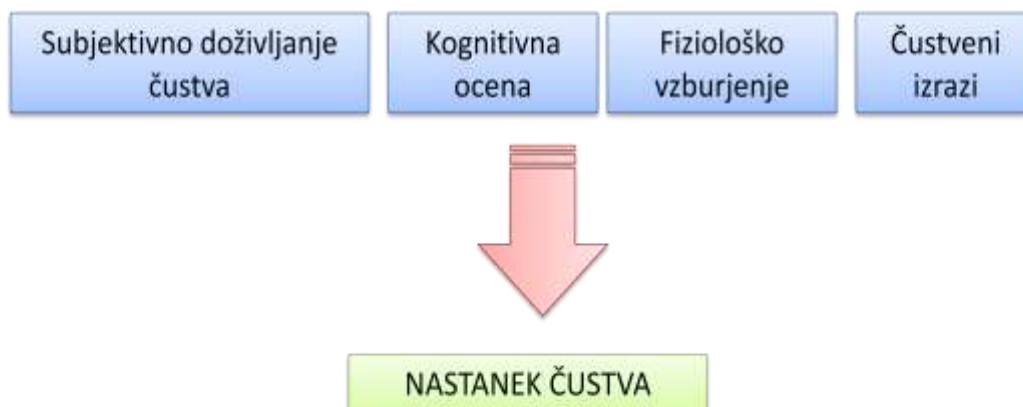 Subjektivno doživljanje
čustva
Kognitivna
ocena
Fiziološko
vzburjenje
Čustveni
izrazi
NASTANEK ČUSTVA